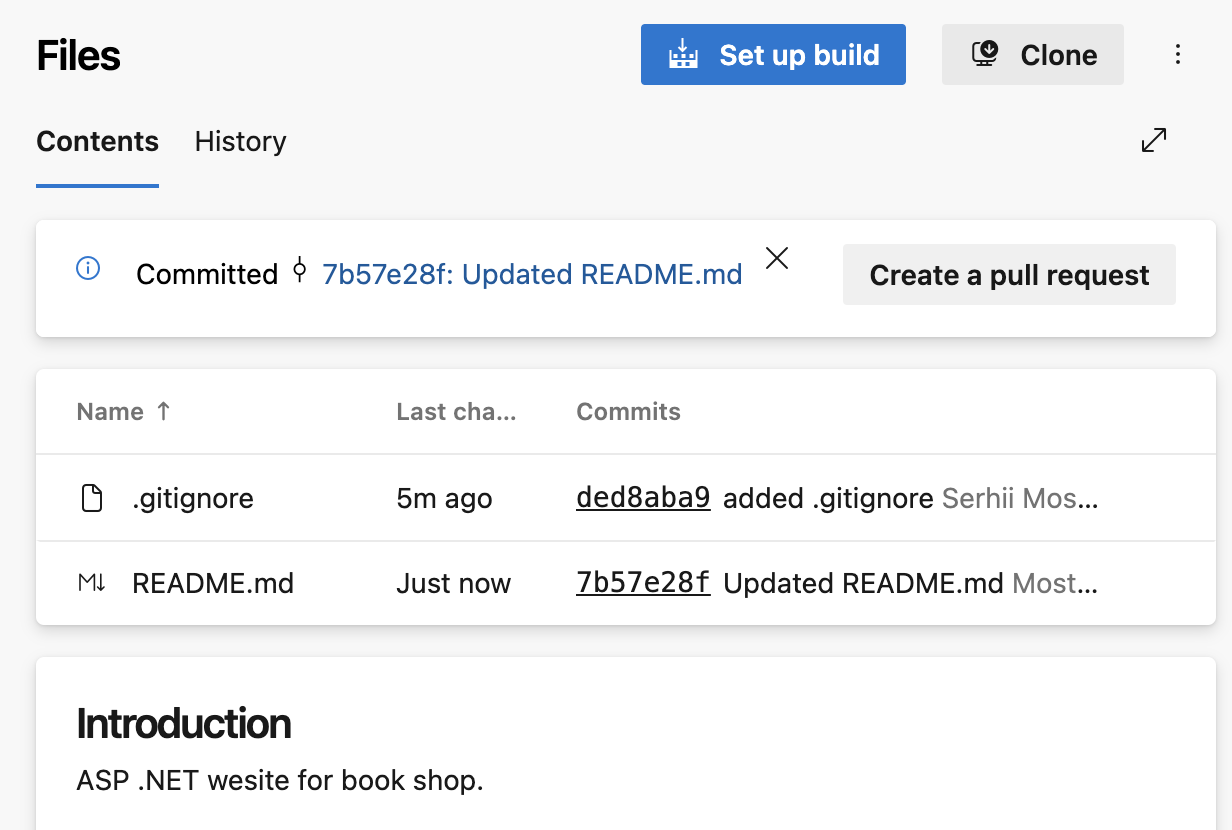 Files
Set up build
Clone
Contents
History
Committed 7b57e28f: Updated README.md
Create a pull request
Name ↑ Last cha... Commits
.gitignore 5m ago ded8aba9 added .gitignore Serhii Mos...
M↓ README.md Just now 7b57e28f Updated README.md Most...
Introduction
ASP .NET wesite for book shop.